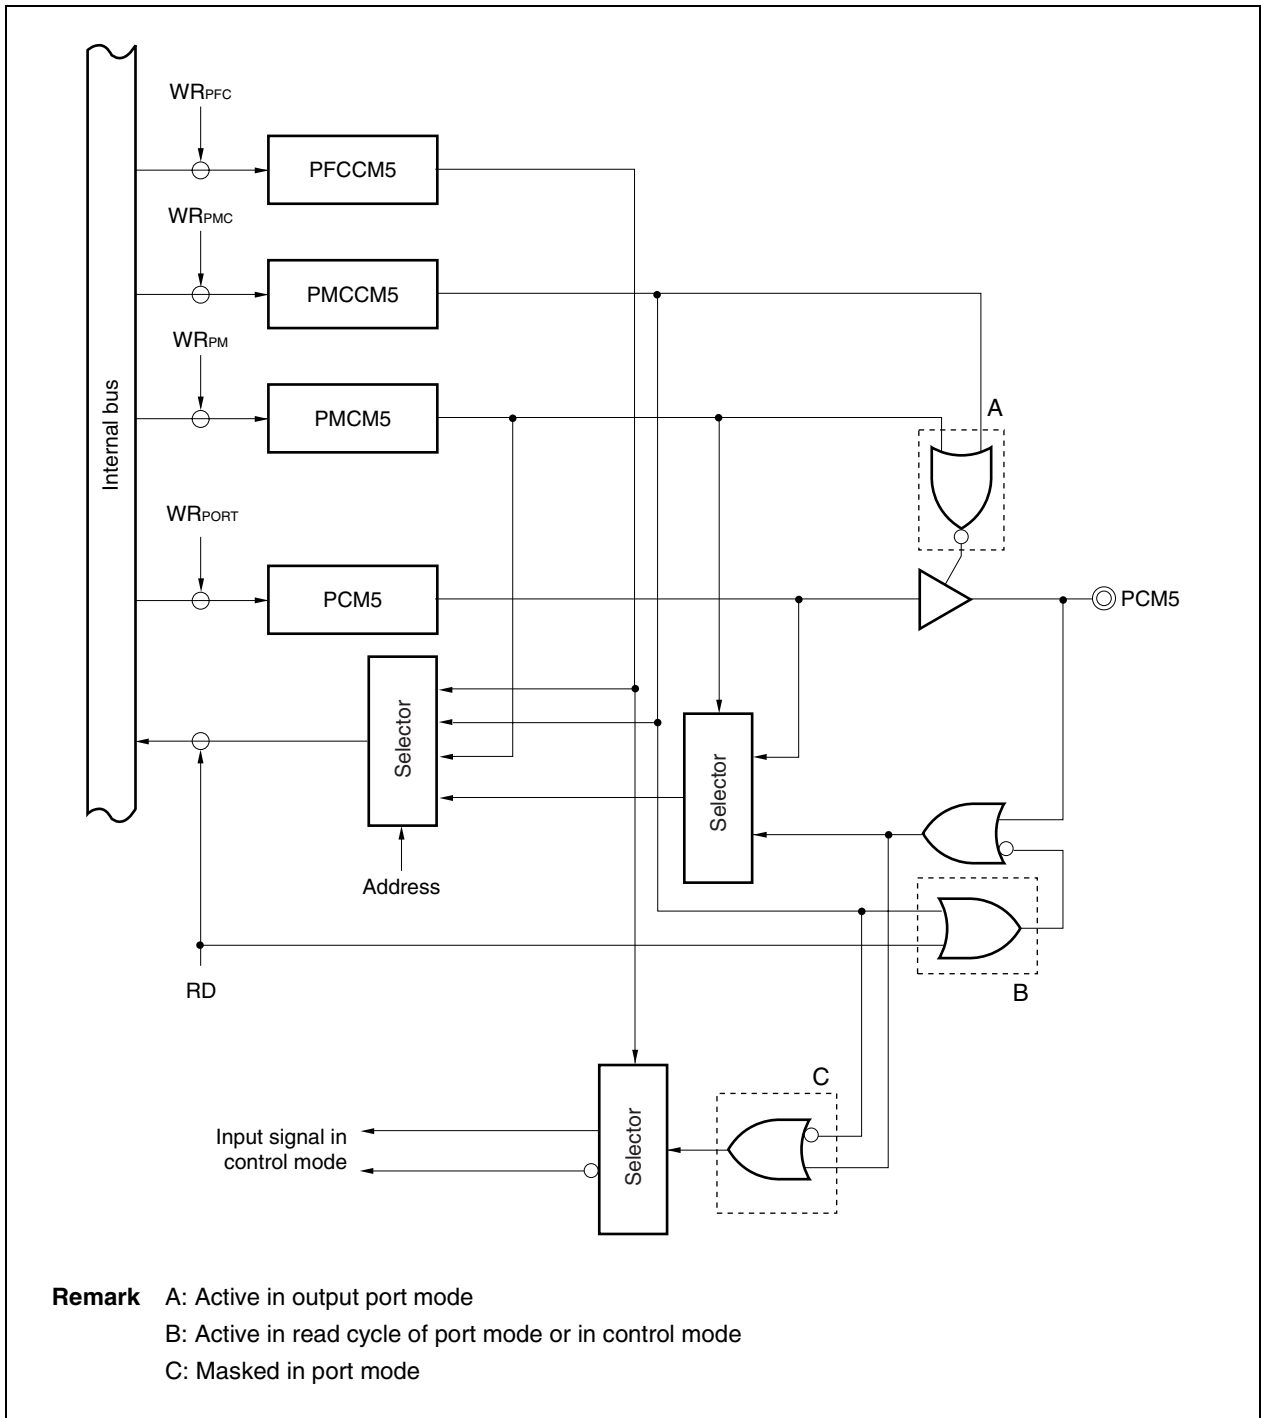 WRPFC
PFCCM5
WRPMC
PMCCM5
WRPM
PMCM5
A
Internal bus
WRPORT
PCM5
PCM5
Selector
Selector
Address
RD
B
C
Selector
Input signal in
control mode
Remark A: Active in output port mode
B: Active in read cycle of port mode or in control mode
C: Masked in port mode